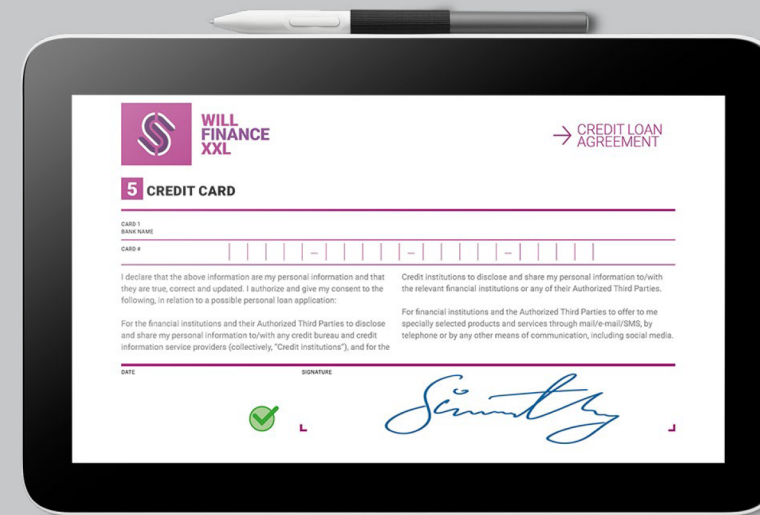 WILL
FINANCE
XXL
→ CREDIT LOAN
AGREEMENT
5 CREDIT CARD
CARD 1
BANK NAME
CARD #
I declare that the above information are my personal information and that
they are true, correct and updated. I authorize and give my consent to the
following, in relation to a possible personal loan application:
For the financial institutions and their Authorized Third Parties to disclose
and share my personal information to/with any credit bureau and credit
information service providers (collectively, "Credit institutions"), and for the
Credit institutions to disclose and share my personal information to/with
the relevant financial institutions or any of their Authorized Third Parties.
For financial institutions and the Authorized Third Parties to offer to me
specially selected products and services through mail/e-mail/SMS, by
telephone or by any other means of communication, including social media.
DATE
SIGNATURE